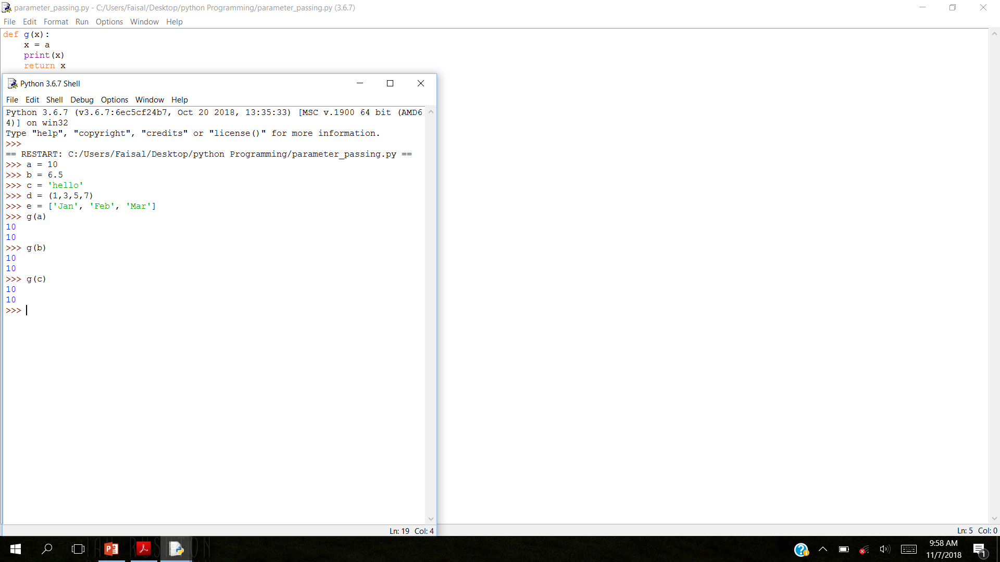 parameter_passing.py - C:/Users/Faisal/Desktop/python Programming/parameter_passing.py (3.6.7)
File Edit Format Run Options Window Help
def g(x):
    x = a
    print(x)
    return x
Python 3.6.7 Shell
File Edit Shell Debug Options Window Help
Python 3.6.7 (v3.6.7:6ec5cf24b7, Oct 20 2018, 13:35:33) [MSC v.1900 64 bit (AMD6
4)] on win32
Type "help", "copyright", "credits" or "license()" for more information.
>>>
== RESTART: C:/Users/Faisal/Desktop/python Programming/parameter_passing.py ==
>>> a = 10
>>> b = 6.5
>>> c = 'hello'
>>> d = (1,3,5,7)
>>> e = ['Jan', 'Feb', 'Mar']
>>> g(a)
10
10
>>> g(b)
10
10
>>> g(c)
10
10
>>>
Ln: 19 Col: 4
Ln: 5 Col: 0
9:58 AM
11/7/2018
1